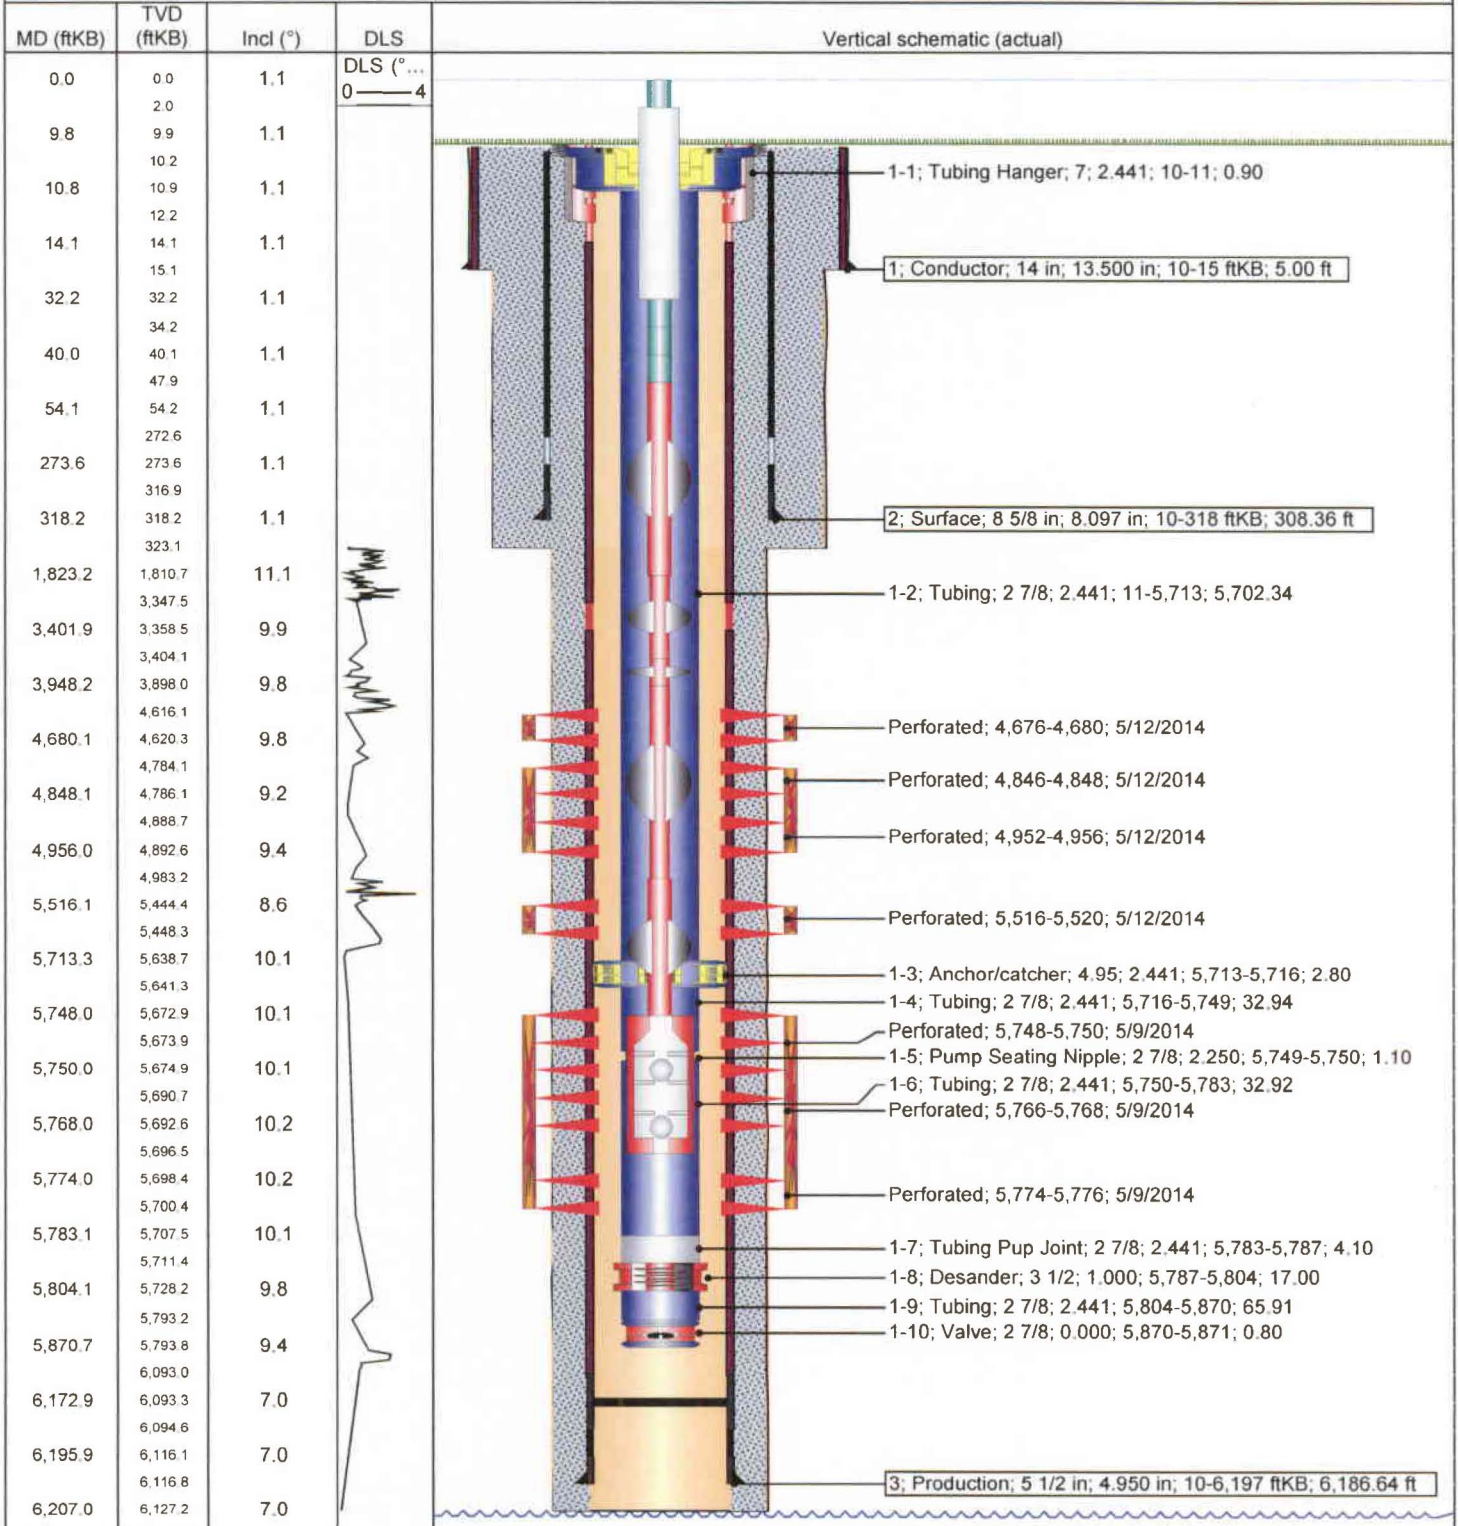 MD (ftKB) TVD (ftKB) Incl (°) DLS Vertical schematic (actual)
DLS (°...
0 4
0.0 0.0 1.1
2.0
9.8 9.9 1.1
10.2
10.8 10.9 1.1
12.2
14.1 14.1 1.1
15.1
32.2 32.2 1.1
34.2
40.0 40.1 1.1
47.9
54.1 54.2 1.1
272.6
273.6 273.6 1.1
316.9
318.2 318.2 1.1
323.1
1,823.2 1,810.7 11.1
3,347.5
3,401.9 3,358.5 9.9
3,404.1
3,948.2 3,898.0 9.8
4,616.1
4,680.1 4,620.3 9.8
4,784.1
4,848.1 4,786.1 9.2
4,888.7
4,956.0 4,892.6 9.4
4,983.2
5,516.1 5,444.4 8.6
5,448.3
5,713.3 5,638.7 10.1
5,641.3
5,748.0 5,672.9 10.1
5,673.9
5,750.0 5,674.9 10.1
5,690.7
5,768.0 5,692.6 10.2
5,696.5
5,774.0 5,698.4 10.2
5,700.4
5,783.1 5,707.5 10.1
5,711.4
5,804.1 5,728.2 9.8
5,793.2
5,870.7 5,793.8 9.4
6,093.0
6,172.9 6,093.3 7.0
6,094.6
6,195.9 6,116.1 7.0
6,116.8
6,207.0 6,127.2 7.0
1-1; Tubing Hanger; 7; 2.441; 10-11; 0.90
1; Conductor; 14 in; 13.500 in; 10-15 ftKB; 5.00 ft
2; Surface; 8 5/8 in; 8.097 in; 10-318 ftKB; 308.36 ft
1-2; Tubing; 2 7/8; 2.441; 11-5,713; 5,702.34
Perforated; 4,676-4,680; 5/12/2014
Perforated; 4,846-4,848; 5/12/2014
Perforated; 4,952-4,956; 5/12/2014
Perforated; 5,516-5,520; 5/12/2014
1-3; Anchor/catcher; 4.95; 2.441; 5,713-5,716; 2.80
1-4; Tubing; 2 7/8; 2.441; 5,716-5,749; 32.94
Perforated; 5,748-5,750; 5/9/2014
1-5; Pump Seating Nipple; 2 7/8; 2.250; 5,749-5,750; 1.10
1-6; Tubing; 2 7/8; 2.441; 5,750-5,783; 32.92
Perforated; 5,766-5,768; 5/9/2014
Perforated; 5,774-5,776; 5/9/2014
1-7; Tubing Pup Joint; 2 7/8; 2.441; 5,783-5,787; 4.10
1-8; Desander; 3 1/2; 1.000; 5,787-5,804; 17.00
1-9; Tubing; 2 7/8; 2.441; 5,804-5,870; 65.91
1-10; Valve; 2 7/8; 0.000; 5,870-5,871; 0.80
3; Production; 5 1/2 in; 4.950 in; 10-6,197 ftKB; 6,186.64 ft